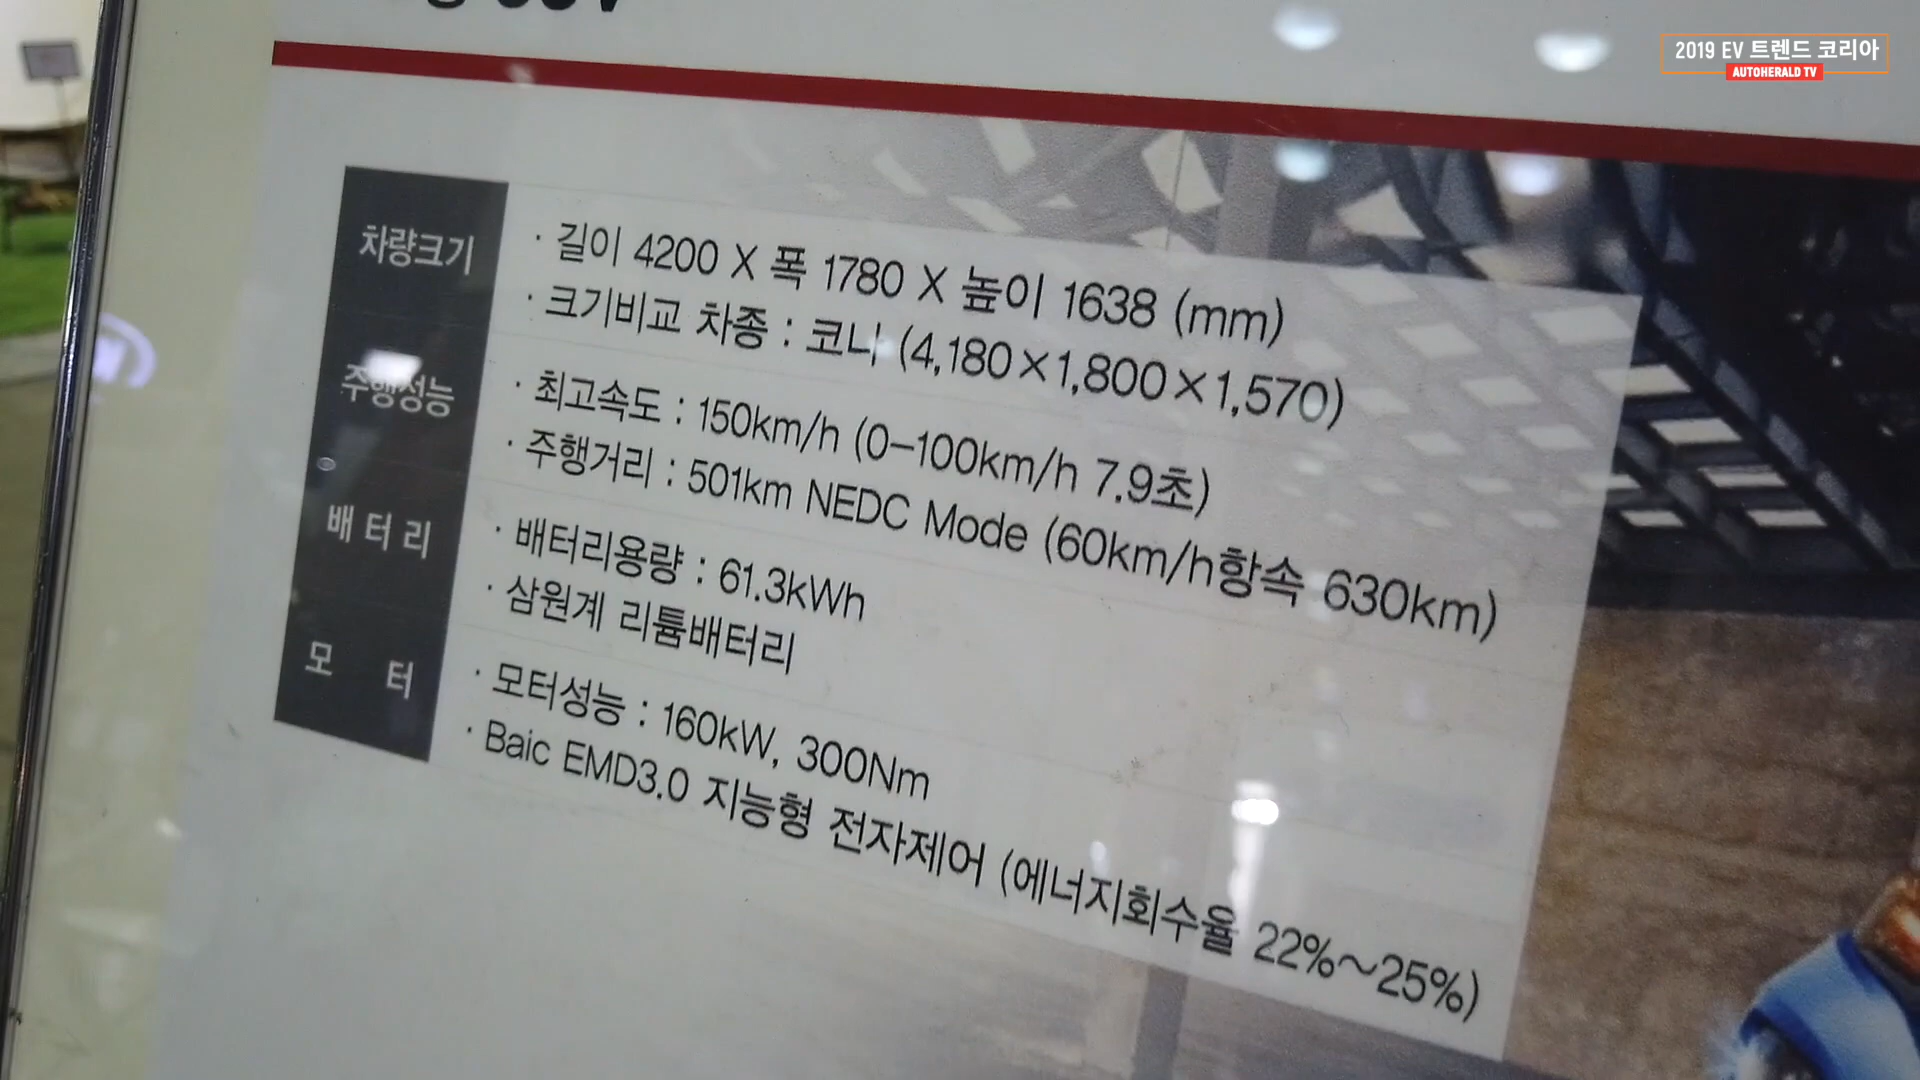 2019 EV 트렌드 코리아
AUTOHERALD TV
차량크기
· 길이 4200 X 폭 1780 X 높이 1638 (mm)
· 크기비교 차종 : 코나 (4,180×1,800×1,570)
주행성능
· 최고속도 : 150km/h (0-100km/h 7.9초)
· 주행거리 : 501km NEDC Mode (60km/h항속 630km)
배터리
· 배터리용량 : 61.3kWh
· 삼원계 리튬배터리
모 터
· 모터성능 : 160kW, 300Nm
· Baic EMD3.0 지능형 전자제어 (에너지회수율 22%~25%)